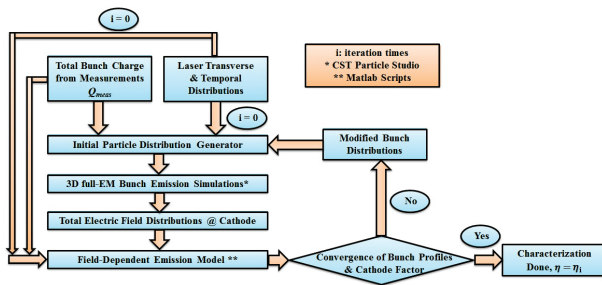 i = 0
Total Bunch Charge
from Measurements
Qmeas
Laser Transverse
& Temporal
Distributions
i: iteration times
* CST Particle Studio
** Matlab Scripts
i = 0
Initial Particle Distribution Generator
Modified Bunch
Distributions
3D full-EM Bunch Emission Simulations*
No
Total Electric Field Distributions @ Cathode
Yes
Field-Dependent Emission Model **
Convergence of Bunch Profiles
& Cathode Factor
Characterization
Done, η = ηi